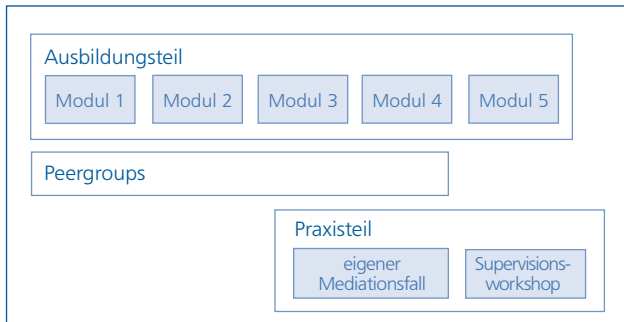 Ausbildungsteil
Modul 1 Modul 2 Modul 3 Modul 4 Modul 5
Peergroups
Praxisteil
eigener
Mediationsfall
Supervisions-
workshop